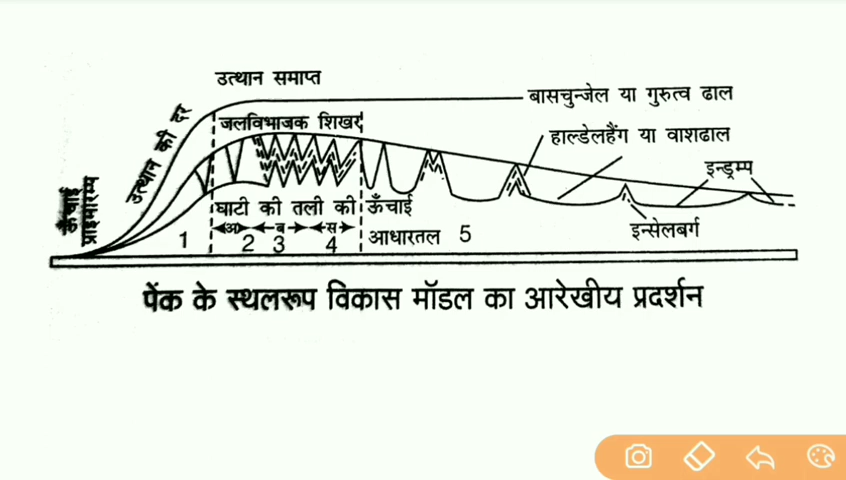 उत्थान समाप्त
बासचुन्जेल या गुरुत्व ढाल
उत्थान की दर
जलविभाजक शिखर
हाल्डेलहैंग या वाशढाल
इन्ड्रम्प
ऊँचाई
प्राइमारम्प
घाटी की तली की ऊँचाई
इन्सेलबर्ग
अ ब स
1 2 3 4 आधारतल 5
पेंक के स्थलरूप विकास मॉडल का आरेखीय प्रदर्शन